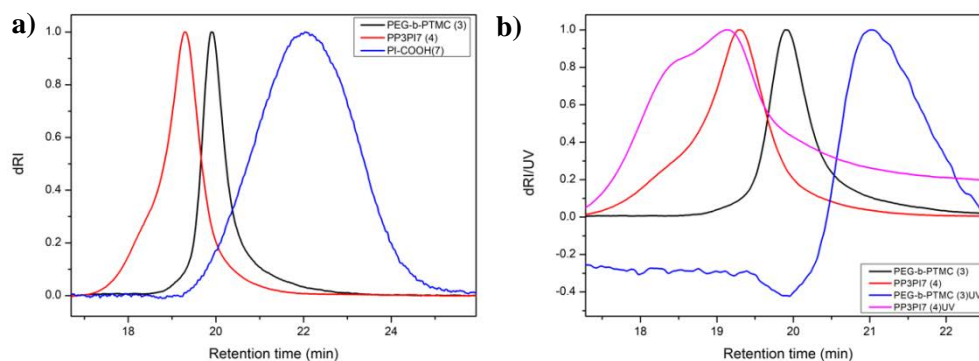 a)
dRI
1.0
0.8
0.6
0.4
0.2
0.0
18 20 22 24
Retention time (min)
PEG-b-PTMC (3)
PP3PI7 (4)
PI-COOH(7)
b)
dRI/UV
1.0
0.8
0.6
0.4
0.2
0.0
-0.2
-0.4
18 19 20 21 22
Retention time (min)
PEG-b-PTMC (3)
PP3PI7 (4)
PEG-b-PTMC (3)UV
PP3PI7 (4)UV